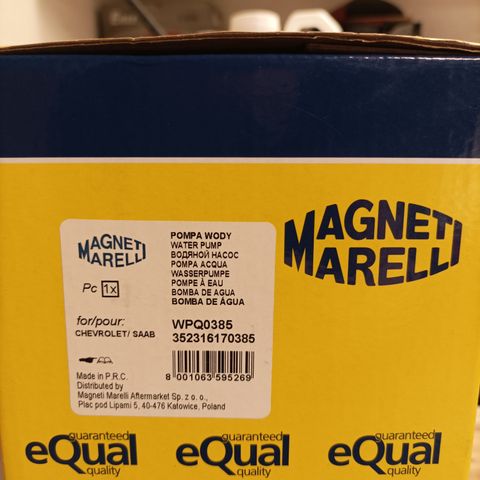 MAGNETI
MARELLI
MAGNETI
MARELLI
Pc 1x
POMPA WODY
WATER PUMP
ВОДЯНОЙ НАСОС
POMPA ACQUA
WASSERPUMPE
POMPE À EAU
BOMBA DE AGUA
BOMBA DE ÁGUA
for/pour:
CHEVROLET/ SAAB
WPQ0385
352316170385
8 001063 595269
Made in P.R.C.
Distributed by
Magneti Marelli Aftermarket Sp. z o.o.,
Plac pod Lipami 5, 40-476 Katowice, Poland
guaranteed
eQual
quality
guaranteed
eQual
quality
guaranteed
eQual
quality